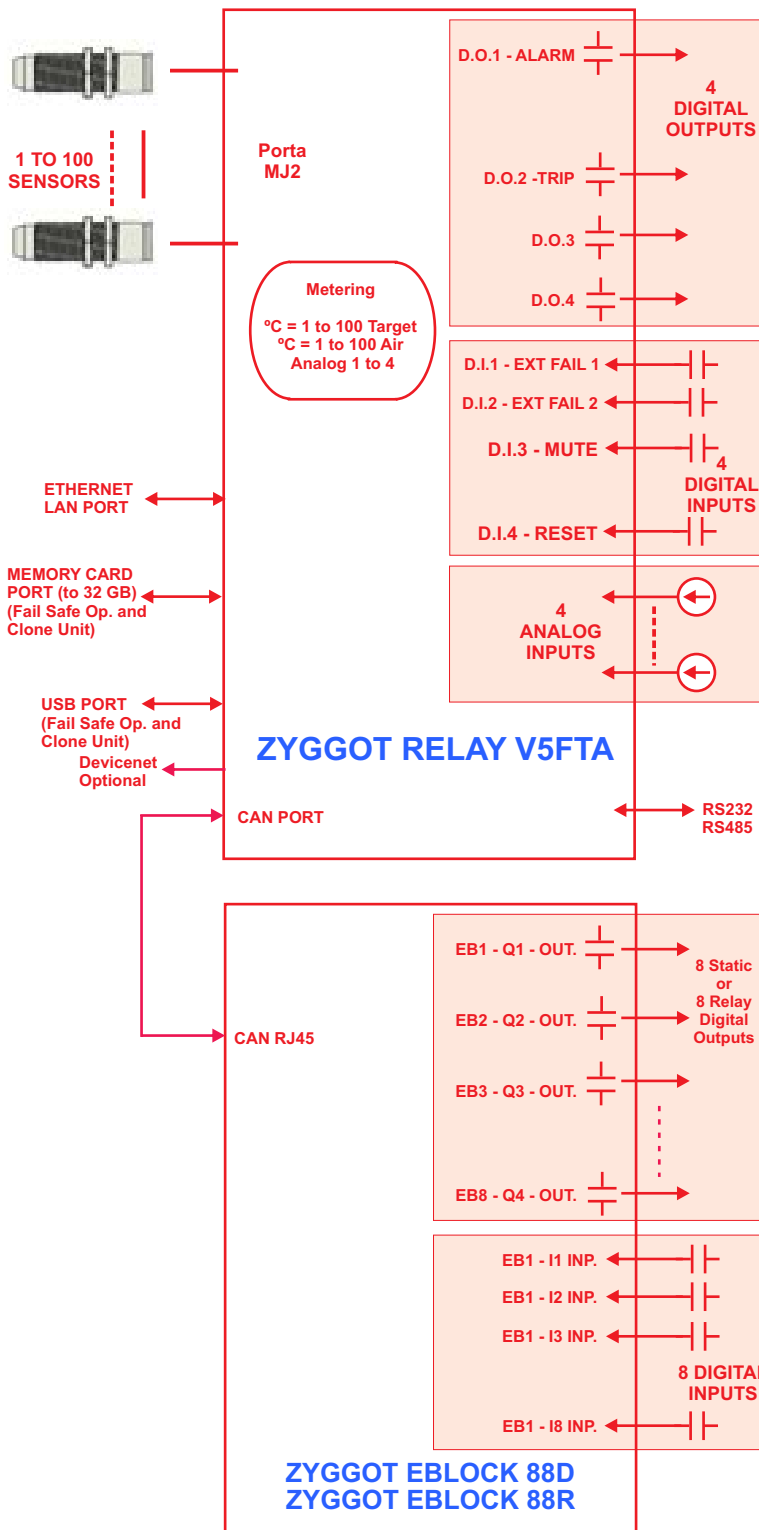 D.O.1 - ALARM
4
DIGITAL
OUTPUTS
1 TO 100
SENSORS
Porta
MJ2
D.O.2 -TRIP
D.O.3
D.O.4
Metering
ºC = 1 to 100 Target
ºC = 1 to 100 Air
Analog 1 to 4
D.I.1 - EXT FAIL 1
D.I.2 - EXT FAIL 2
D.I.3 - MUTE
4
DIGITAL
INPUTS
D.I.4 - RESET
ETHERNET
LAN PORT
MEMORY CARD
PORT (to 32 GB)
(Fail Safe Op. and
Clone Unit)
4
ANALOG
INPUTS
USB PORT
(Fail Safe Op. and
Clone Unit)
Devicenet
Optional
ZYGGOT RELAY V5FTA
CAN PORT
RS232
RS485
EB1 - Q1 - OUT.
EB2 - Q2 - OUT.
EB3 - Q3 - OUT.
EB8 - Q4 - OUT.
8 Static
or
8 Relay
Digital
Outputs
CAN RJ45
EB1 - I1 INP.
EB1 - I2 INP.
EB1 - I3 INP.
8 DIGITAL
INPUTS
EB1 - I8 INP.
ZYGGOT EBLOCK 88D
ZYGGOT EBLOCK 88R